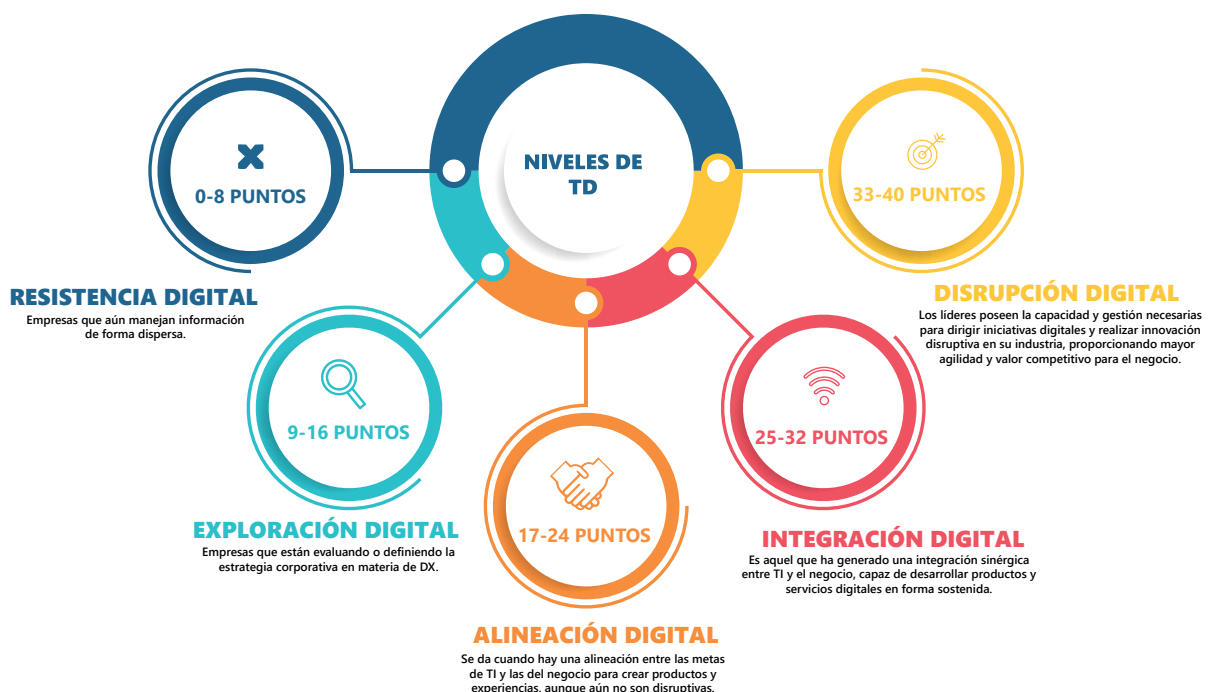 NIVELES DE
TD
0-8 PUNTOS
RESISTENCIA DIGITAL
Empresas que aún manejan información
de forma dispersa.
9-16 PUNTOS
EXPLORACIÓN DIGITAL
Empresas que están evaluando o definiendo la
estrategia corporativa en materia de DX.
17-24 PUNTOS
ALINEACIÓN DIGITAL
Se da cuando hay una alineación entre las metas
de TI y las del negocio para crear productos y
experiencias, aunque aún no son disruptivas.
25-32 PUNTOS
INTEGRACIÓN DIGITAL
Es aquel que ha generado una integración sinérgica
entre TI y el negocio, capaz de desarrollar productos y
servicios digitales en forma sostenida.
33-40 PUNTOS
DISRUPCIÓN DIGITAL
Los líderes poseen la capacidad y gestión necesarias
para dirigir iniciativas digitales y realizar innovación
disruptiva en su industria, proporcionando mayor
agilidad y valor competitivo para el negocio.